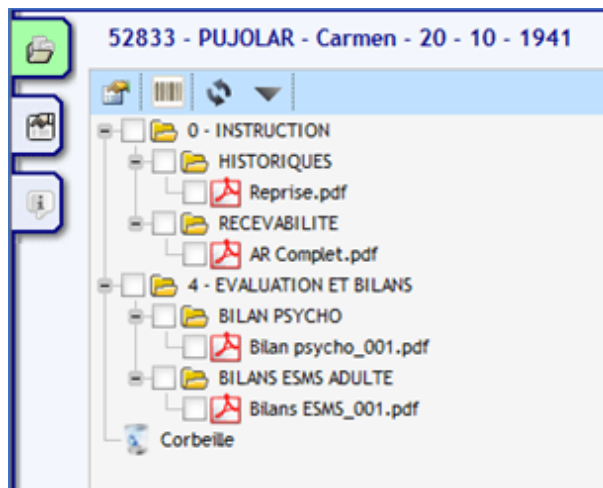 52833 - PUJOLAR - Carmen - 20 - 10 - 1941
0 - INSTRUCTION
HISTORIQUES
Reprise.pdf
RECEVABILITE
AR Complet.pdf
4 - EVALUATION ET BILANS
BILAN PSYCHO
Bilan psycho_001.pdf
BILANS ESMS ADULTE
Bilans ESMS_001.pdf
Corbeille